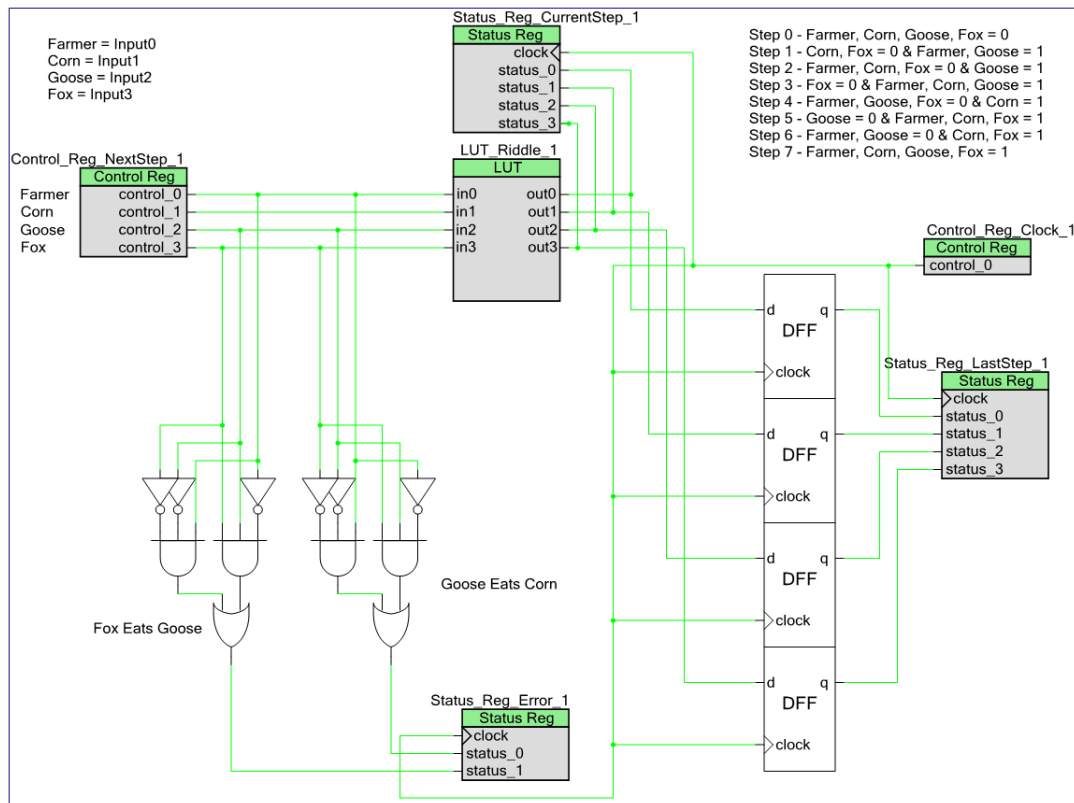 Status_Reg_CurrentStep_1
Status Reg
clock
status_0
status_1
status_2
status_3
Farmer = Input0
Corn = Input1
Goose = Input2
Fox = Input3
Step 0 - Farmer, Corn, Goose, Fox = 0
Step 1 - Corn, Fox = 0 & Farmer, Goose = 1
Step 2 - Farmer, Corn, Fox = 0 & Goose = 1
Step 3 - Fox = 0 & Farmer, Corn, Goose = 1
Step 4 - Farmer, Goose, Fox = 0 & Corn = 1
Step 5 - Goose = 0 & Farmer, Corn, Fox = 1
Step 6 - Farmer, Goose = 0 & Corn, Fox = 1
Step 7 - Farmer, Corn, Goose, Fox = 1
Control_Reg_NextStep_1
Control Reg
Farmer control_0
Corn control_1
Goose control_2
Fox control_3
LUT_Riddle_1
LUT
in0 out0
in1 out1
in2 out2
in3 out3
Control_Reg_Clock_1
Control Reg
control_0
d q
DFF
clock
d q
DFF
clock
d q
DFF
clock
d q
DFF
clock
Status_Reg_LastStep_1
Status Reg
clock
status_0
status_1
status_2
status_3
Goose Eats Corn
Fox Eats Goose
Status_Reg_Error_1
Status Reg
clock
status_0
status_1